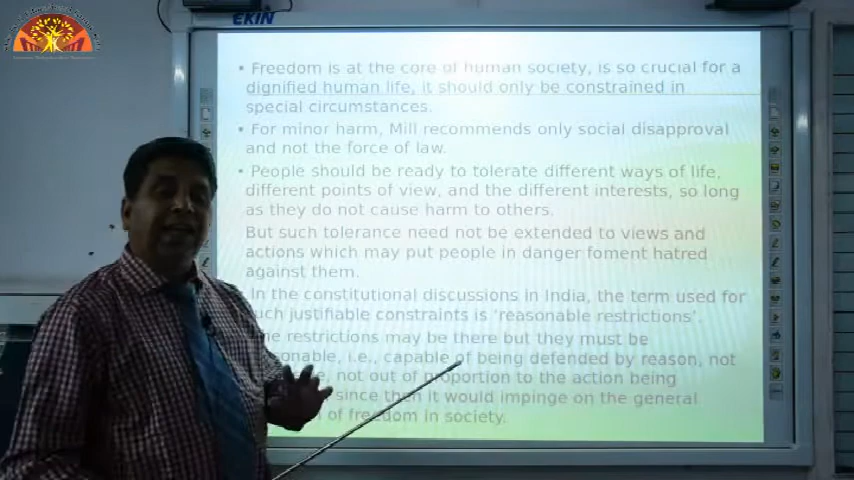 EKIN
• Freedom is at the core of human society, is so crucial for a
dignified human life, it should only be constrained in
special circumstances.
• For minor harm, Mill recommends only social disapproval
and not the force of law.
• People should be ready to tolerate different ways of life,
different points of view, and the different interests, so long
as they do not cause harm to others.
But such tolerance need not be extended to views and
actions which may put people in danger foment hatred
against them.
In the constitutional discussions in India, the term used for
such justifiable constraints is ‘reasonable restrictions’.
restrictions may be there but they must be
i.e., capable of being defended by reason, not
not out of proportion to the action being
since then it would impinge on the general
of freedom in society.